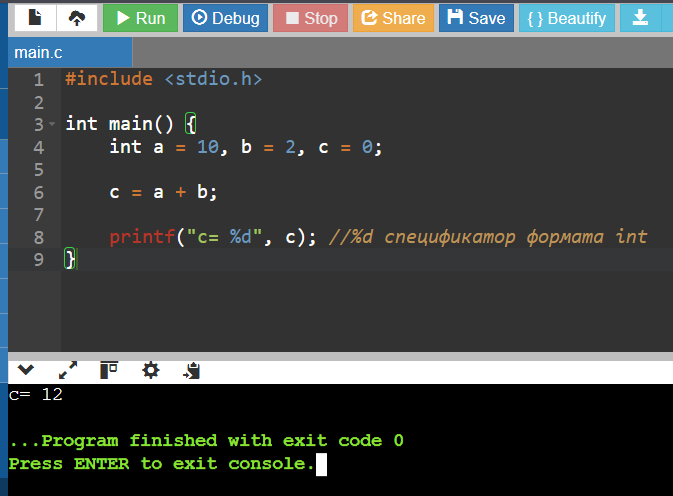 Run Debug Stop Share Save { } Beautify
main.c
1 #include <stdio.h>
2
3 int main() {
4 int a = 10, b = 2, c = 0;
5
6 c = a + b;
7
8 printf("c= %d", c); //%d спецификатор формата int
9 }
c= 12
...Program finished with exit code 0
Press ENTER to exit console.